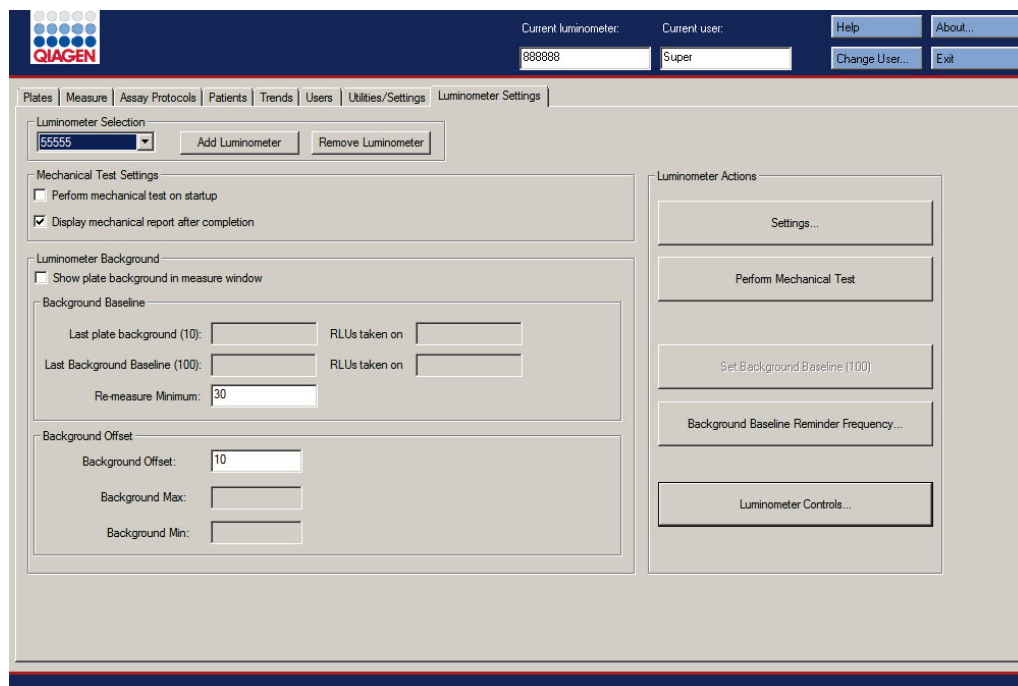 Current luminometer: Current user: Help About...
QIAGEN 888888 Super Change User... Exit
Plates Measure Assay Protocols Patients Trends Users Utilities/Settings Luminometer Settings
Luminometer Selection
55555 Add Luminometer Remove Luminometer
Mechanical Test Settings
Perform mechanical test on startup
Display mechanical report after completion
Luminometer Background
Show plate background in measure window
Background Baseline
Last plate background (10): RLUs taken on
Last Background Baseline (100): RLUs taken on
Re-measure Minimum: 30
Background Offset
Background Offset: 10
Background Max:
Background Min:
Luminometer Actions
Settings...
Perform Mechanical Test
Set Background Baseline (100)
Background Baseline Reminder Frequency...
Luminometer Controls...